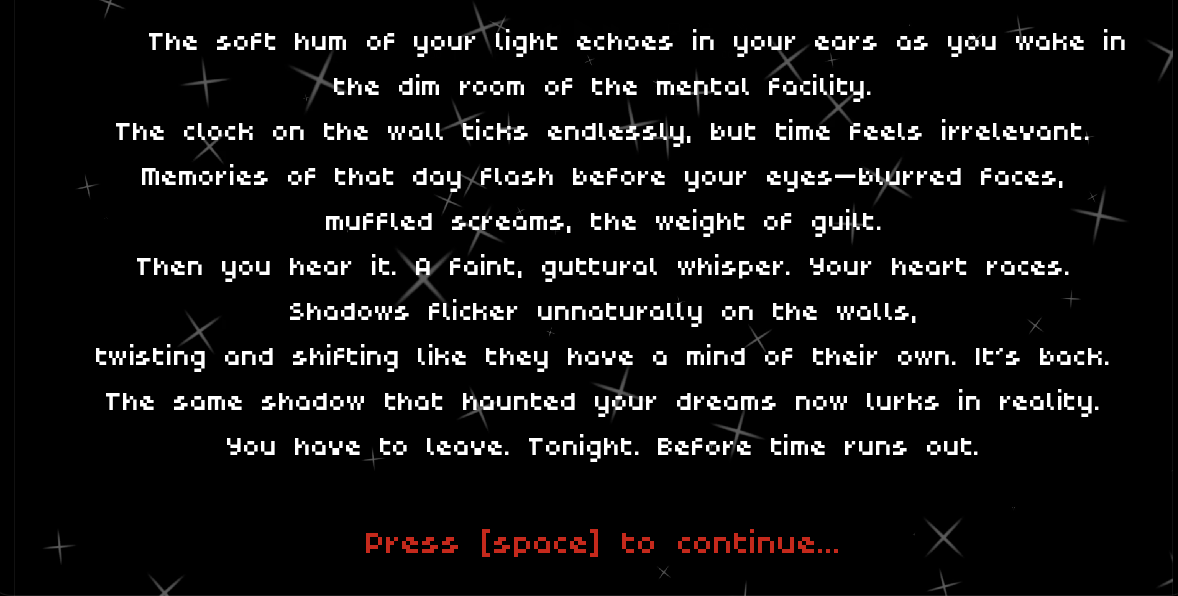 The soft hum of your light echoes in your ears as you wake in
the dim room of the mental facility.
The clock on the wall ticks endlessly, but time feels irrelevant.
Memories of that day flash before your eyes—blurred faces,
muffled screams, the weight of guilt.
Then you hear it. A faint, guttural whisper. Your heart races.
Shadows flicker unnaturally on the walls,
twisting and shifting like they have a mind of their own. It's back.
The same shadow that haunted your dreams now lurks in reality.
You have to leave. Tonight. Before time runs out.
Press [space] to continue...